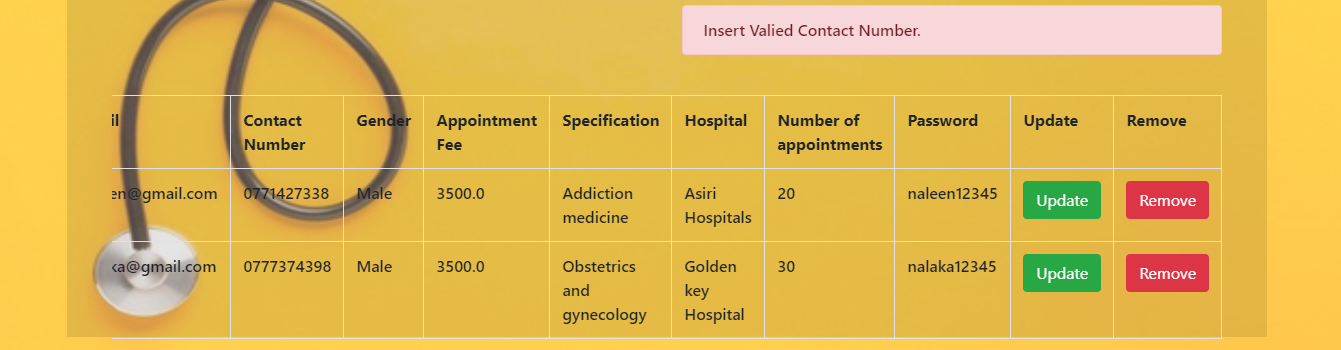 Insert Valied Contact Number.
il Contact Number Gender Appointment Fee Specification Hospital Number of appointments Password Update Remove
en@gmail.com 0771427338 Male 3500.0 Addiction medicine Asiri Hospitals 20 naleen12345 Update Remove
ka@gmail.com 0777374398 Male 3500.0 Obstetrics and gynecology Golden key Hospital 30 nalaka12345 Update Remove